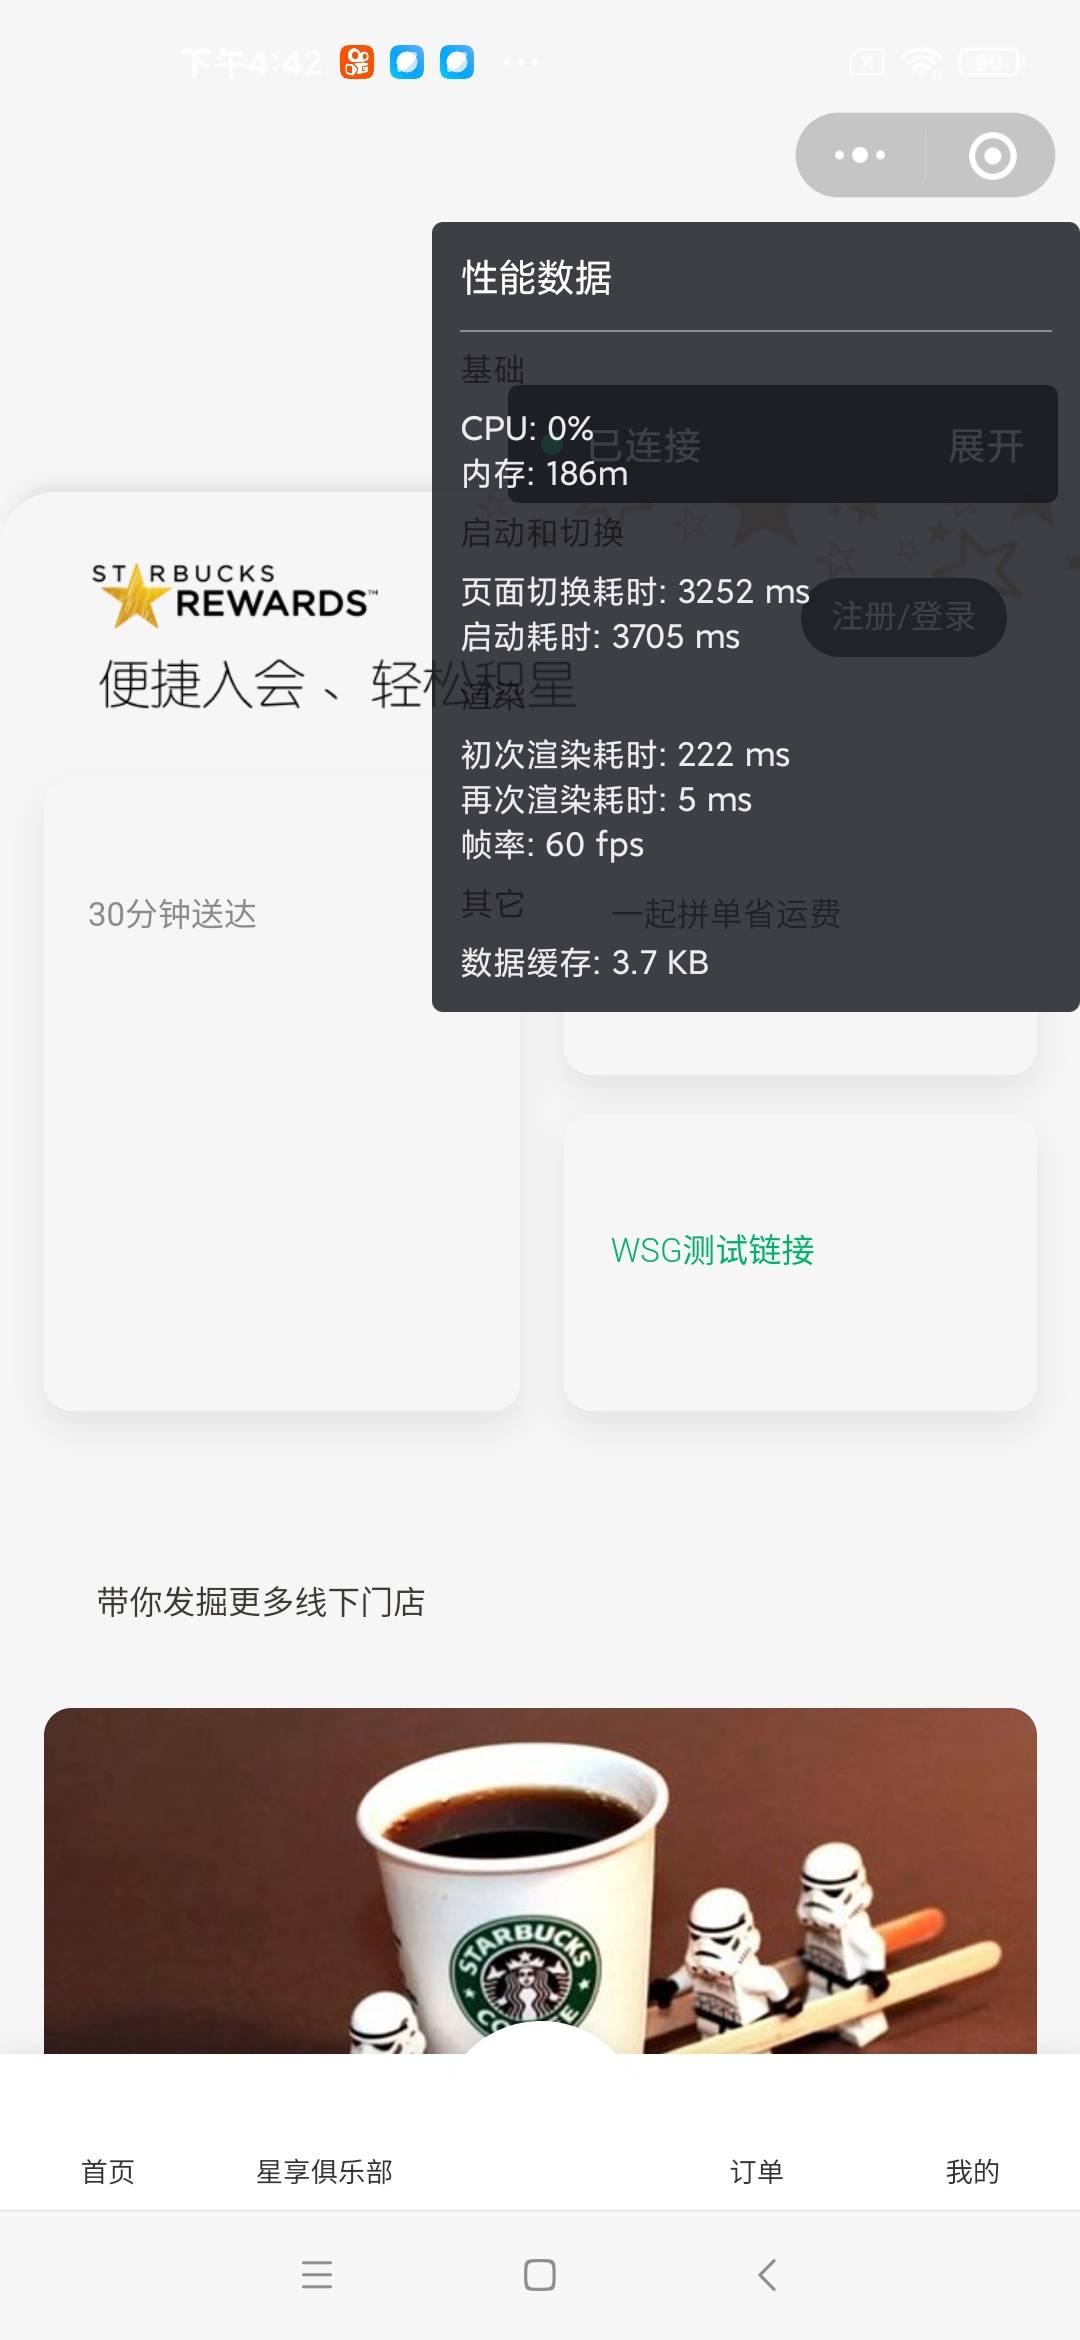 下午4:42
90
性能数据
基础
CPU: 0%
已连接
展开
内存: 186m
启动和切换
STARBUCKS
REWARDS™
页面切换耗时: 3252 ms
注册/登录
启动耗时: 3705 ms
便捷入会、轻松积星
渲染
初次渲染耗时: 222 ms
再次渲染耗时: 5 ms
帧率: 60 fps
其它
30分钟送达
一起拼单省运费
数据缓存: 3.7 KB
WSG测试链接
带你发掘更多线下门店
STARBUCKS
首页
星享俱乐部
订单
我的